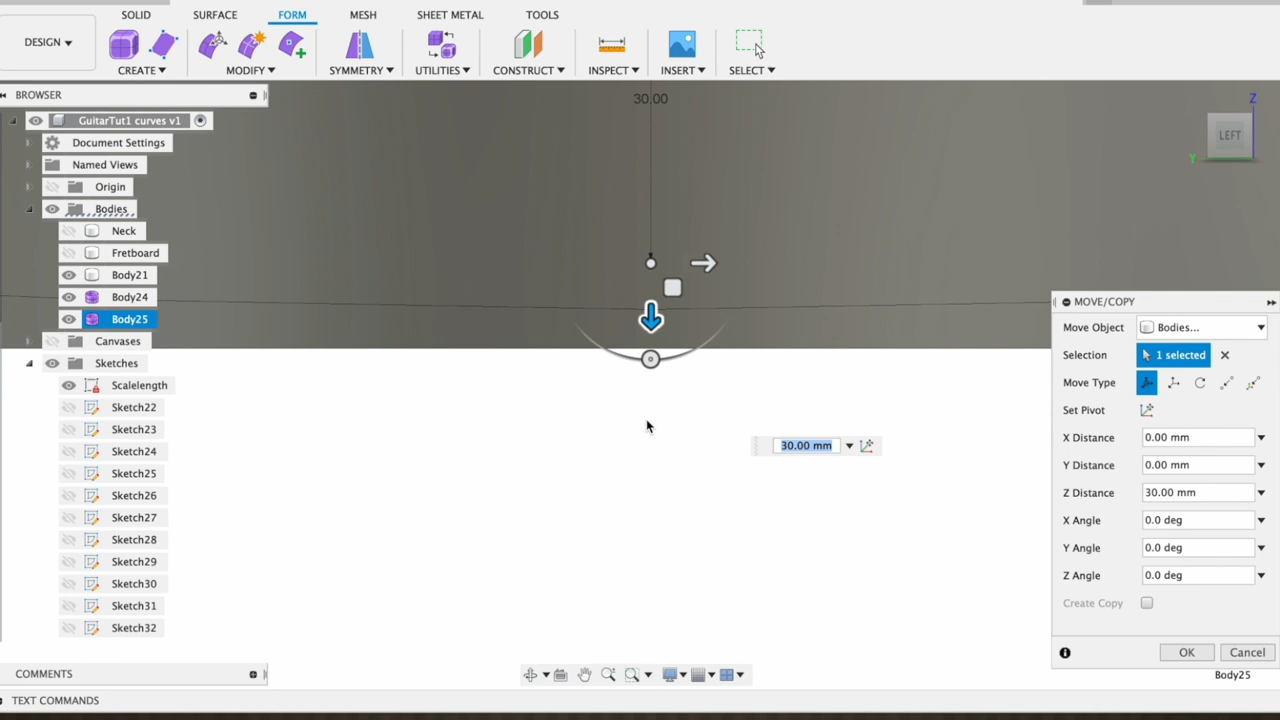 SOLID SURFACE FORM MESH SHEET METAL TOOLS
DESIGN
CREATE MODIFY SYMMETRY UTILITIES CONSTRUCT INSPECT INSERT SELECT
BROWSER
30.00
Z
GuitarTut1 curves v1
LEFT
Document Settings
Y
Named Views
Origin
Bodies
Neck
Fretboard
Body21
Body24
MOVE/COPY
Body25
Move Object Bodies...
Canvases
Selection 1 selected
Sketches
Move Type
Scalelength
Set Pivot
Sketch22
X Distance 0.00 mm
Sketch23
30.00 mm
Sketch24
Y Distance 0.00 mm
Sketch25
Z Distance 30.00 mm
Sketch26
X Angle 0.0 deg
Sketch27
Y Angle 0.0 deg
Sketch28
Sketch29
Z Angle 0.0 deg
Sketch30
Create Copy
Sketch31
Sketch32
OK Cancel
COMMENTS
Body25
TEXT COMMANDS